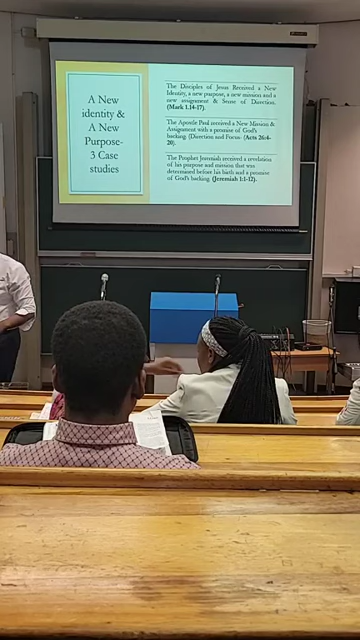 A New
identity &
A New
Purpose-
3 Case
studies
The Disciples of Jesus Received a New
Identity, a new purpose, a new mission and a
new assignment & Sense of Direction.
(Mark 1.14-17).
The Apostle Paul received a New Mission &
Assignment with a promise of God's
backing. (Direction and Focus- (Acts 26:4-
20).
The Prophet Jeremiah received a revelation
of his purpose and mission that was
determined before his birth and a promise
of God's backing. (Jeremiah 1:1-12).